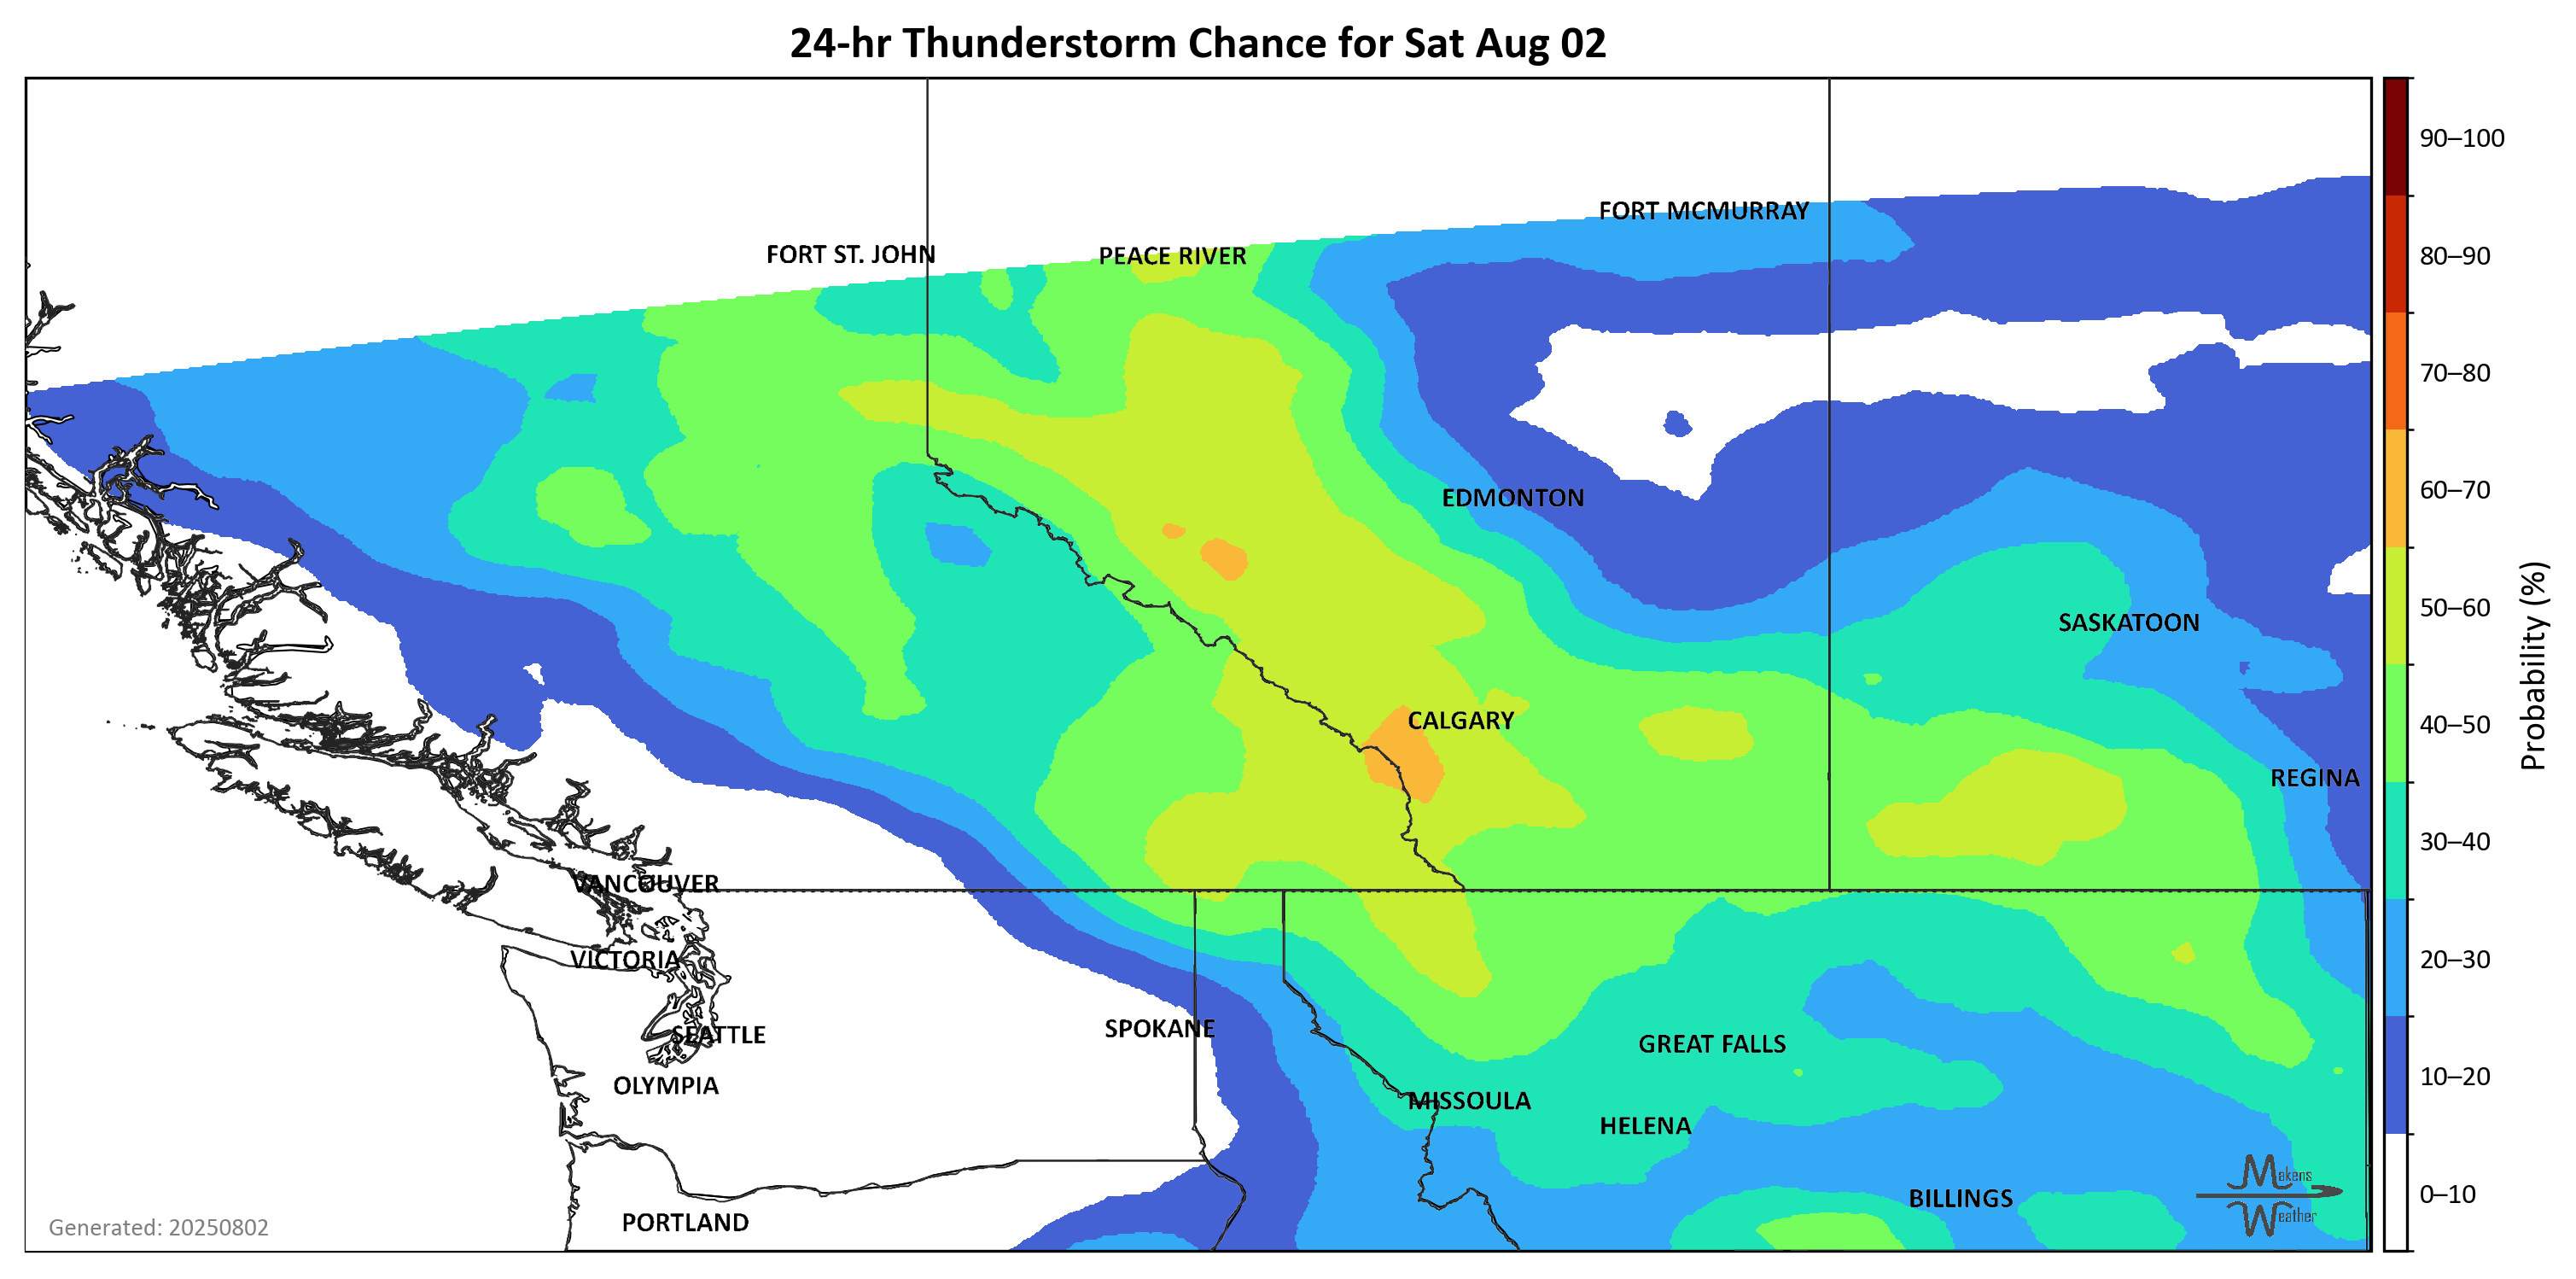 24-hr Thunderstorm Chance for Sat Aug 02
90–100
FORT MCMURRAY
FORT ST. JOHN
PEACE RIVER
80–90
70–80
EDMONTON
60–70
SASKATOON
50–60
CALGARY
40–50
Probability (%)
REGINA
30–40
VANCOUVER
VICTORIA
20–30
SPOKANE
SEATTLE
GREAT FALLS
OLYMPIA
MISSOULA
10–20
HELENA
Makens
Weather
BILLINGS
0–10
PORTLAND
Generated: 20250802